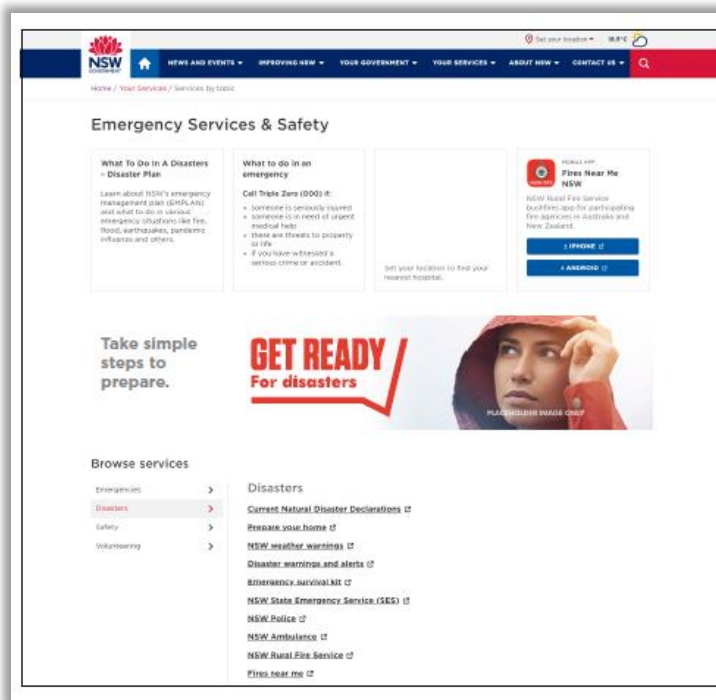 Set your location
18.8°C
NSW
GOVERNMENT
NEWS AND EVENTS
IMPROVING NSW
YOUR GOVERNMENT
YOUR SERVICES
ABOUT NSW
CONTACT US
Home / Your Services / Services by topic
Emergency Services & Safety
What To Do In A Disasters
– Disaster Plan
Learn about NSW's emergency
management plan (EMPLAN)
and what to do in various
emergency situations like fire,
flood, earthquakes, pandemic
influenza and others.
What to do in an
emergency
Call Triple Zero (000) if:
• someone is seriously injured
• someone is in need of urgent
medical help
• there are threats to property
or life
• if you have witnessed a
serious crime or accident.
Set your location to find your
nearest hospital.
MOBILE APP
Fires Near Me
NSW
NSW RFS
NSW Rural Fire Service
bushfires app for participating
fire agencies in Australia and
New Zealand.
IPHONE
ANDROID
Take simple
steps to
prepare.
GET READY
For disasters
PLACEHOLDER IMAGE ONLY
Browse services
Emergencies
Disasters
Safety
Volunteering
Disasters
Current Natural Disaster Declarations
Prepare your home
NSW weather warnings
Disaster warnings and alerts
Emergency survival kit
NSW State Emergency Service (SES)
NSW Police
NSW Ambulance
NSW Rural Fire Service
Fires near me